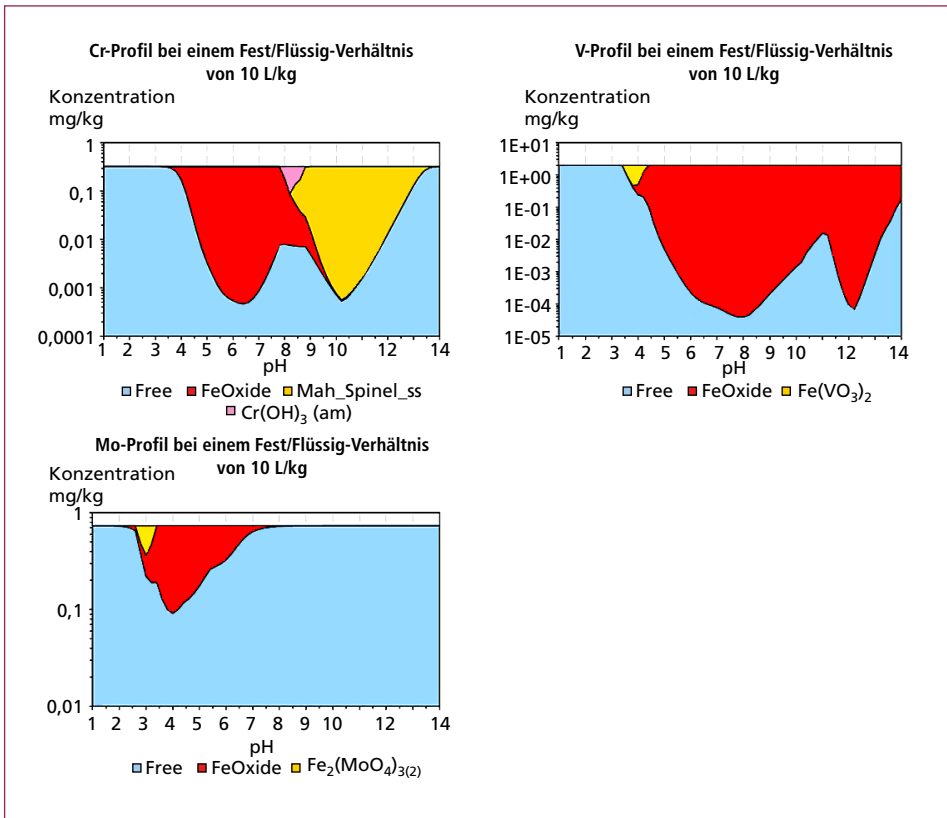 Cr-Profil bei einem Fest/Flüssig-Verhältnis
von 10 L/kg
Konzentration
mg/kg
1
0,1
0,01
0,001
0,0001
1 2 3 4 5 6 7 8 9 10 12 14
pH
Free FeOxide Mah_Spinel_ss
Cr(OH)₃ (am)
V-Profil bei einem Fest/Flüssig-Verhältnis
von 10 L/kg
Konzentration
mg/kg
1E+01
1E+00
1E-01
1E-02
1E-03
1E-04
1E-05
1 2 3 4 5 6 7 8 9 10 12 14
pH
Free FeOxide Fe(VO₃)₂
Mo-Profil bei einem Fest/Flüssig-Verhältnis
von 10 L/kg
Konzentration
mg/kg
1
0,1
0,01
1 2 3 4 5 6 7 8 9 10 12 14
pH
Free FeOxide Fe₂(MoO₄)₃₍₂₎